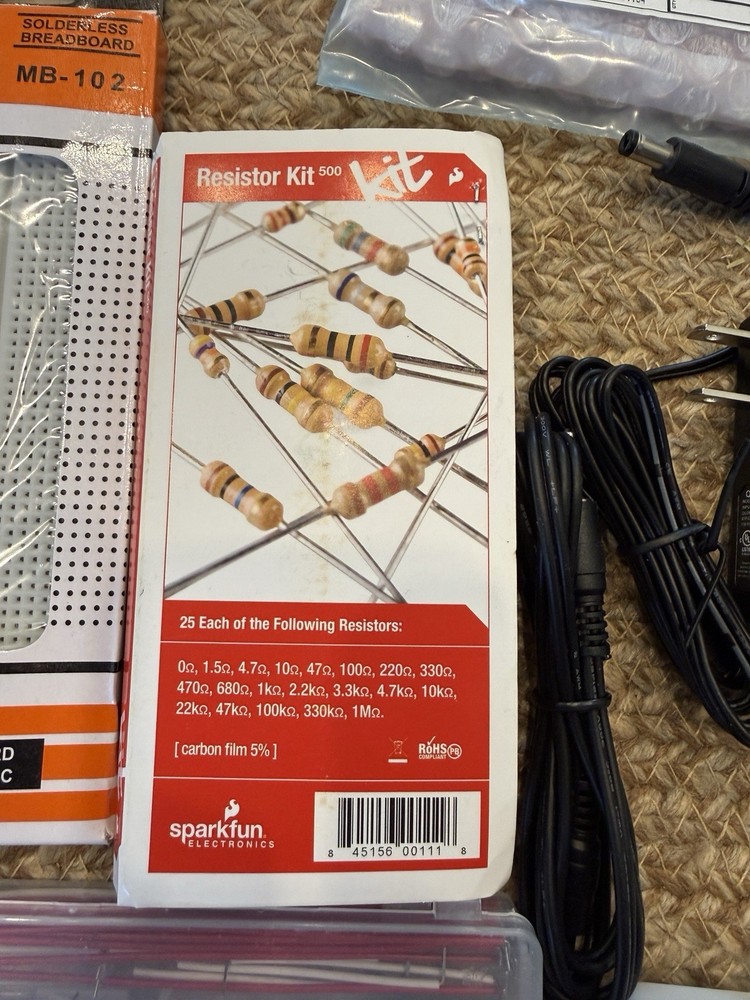 SOLDERLESS
BREADBOARD
MB-102
Resistor Kit 500 kit
25 Each of the Following Resistors:
0Ω, 1.5Ω, 4.7Ω, 10Ω, 47Ω, 100Ω, 220Ω, 330Ω,
470Ω, 680Ω, 1kΩ, 2.2kΩ, 3.3kΩ, 4.7kΩ, 10kΩ,
22kΩ, 47kΩ, 100kΩ, 330kΩ, 1MΩ.
[ carbon film 5% ]
RoHS PB
COMPLIANT
sparkfun
ELECTRONICS
8 45156 00111 8
RD
C